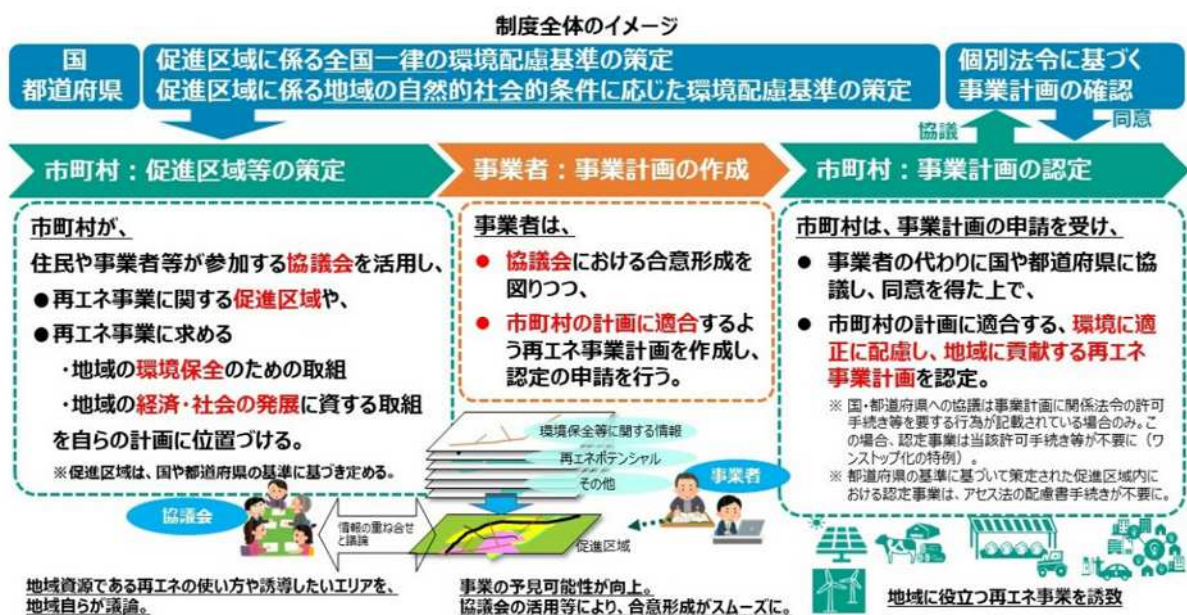 制度全体のイメージ
国
都道府県
促進区域に係る全国一律の環境配慮基準の策定
促進区域に係る地域の自然的社会的条件に応じた環境配慮基準の策定
個別法令に基づく
事業計画の確認
協議
同意
市町村：促進区域等の策定
市町村が、
住民や事業者等が参加する協議会を活用し、
●再エネ事業に関する促進区域や、
●再エネ事業に求める
・地域の環境保全のための取組
・地域の経済・社会の発展に資する取組
を自らの計画に位置づける。
※促進区域は、国や都道府県の基準に基づき定める。
事業者：事業計画の作成
事業者は、
● 協議会における合意形成を
図りつつ、
● 市町村の計画に適合するよ
う再エネ事業計画を作成し、
認定の申請を行う。
市町村：事業計画の認定
市町村は、事業計画の申請を受け、
● 事業者の代わりに国や都道府県に協
議し、同意を得た上で、
● 市町村の計画に適合する、環境に適
正に配慮し、地域に貢献する再エネ
事業計画を認定。
※ 国・都道府県への協議は事業計画に関係法令の許可
手続き等を要する行為が記載されている場合のみ。こ
の場合、認定事業は当該許可手続き等が不要に（ワ
ンストップ化の特例）。
※ 都道府県の基準に基づいて策定された促進区域内に
おける認定事業は、アセス法の配慮書手続きが不要に。
環境保全等に関する情報
再エネポテンシャル
その他
事業者
協議会
情報の重ね合せ
と議論
促進区域
地域資源である再エネの使い方や誘導したいエリアを、
地域自らが議論。
事業の予見可能性が向上。
協議会の活用等により、合意形成がスムーズに。
地域に役立つ再エネ事業を誘致